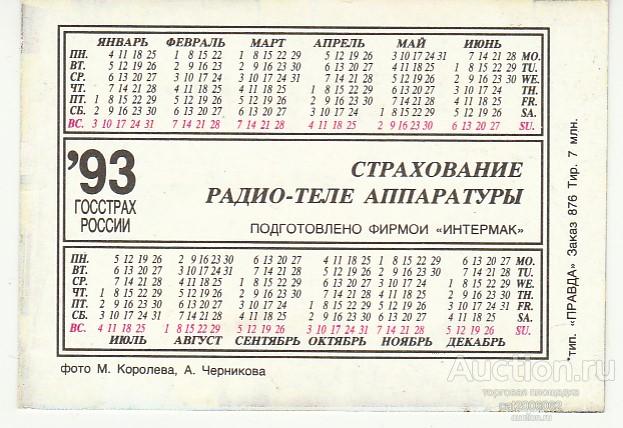 ЯНВАРЬ ФЕВРАЛЬ МАРТ АПРЕЛЬ МАЙ ИЮНЬ
ПН. 4 11 18 25 1 8 15 22 1 8 15 22 29 5 12 19 26 3 10 17 24/31 7 14 21 28 MO.
ВТ. 5 12 19 26 2 9 16 23 2 9 16 23 30 6 13 20 27 4 11 18 25 1 8 15 22 29 TU.
СР. 6 13 20 27 3 10 17 24 3 10 17 24 31 7 14 21 28 5 12 19 26 2 9 16 23 30 WE.
ЧТ. 7 14 21 28 4 11 18 25 4 11 18 25 1 8 15 22 29 6 13 20 27 3 10 17 24 TH.
ПТ. 1 8 15 22 29 5 12 19 26 5 12 19 26 2 9 16 23 30 7 14 21 28 4 11 18 25 FR.
СБ. 2 9 16 23 30 6 13 20 27 6 13 20 27 3 10 17 24 1 8 15 22 29 5 12 19 26 SA.
ВС. 3 10 17 24 31 7 14 21 28 7 14 21 28 4 11 18 25 2 9 16 23 30 6 13 20 27 SU.
'93
ГОССТРАХ
РОССИИ
СТРАХОВАНИЕ
РАДИО-ТЕЛЕ АППАРАТУРЫ
ПОДГОТОВЛЕНО ФИРМОИ «ИНТЕРМАК»
ПН. 5 12 19 26 2 9 16 23 30 6 13 20 27 4 11 18 25 1 8 15 22 29 6 13 20 27 MO.
ВТ. 6 13 20 27 3 10 17 24 31 7 14 21 28 5 12 19 26 2 9 16 23 30 7 14 21 28 TU.
СР. 7 14 21 28 4 11 18 25 1 8 15 22 29 6 13 20 27 3 10 17 24 1 8 15 22 29 WE.
ЧТ. 1 8 15 22 29 5 12 19 26 2 9 16 23 30 7 14 21 28 4 11 18 25 2 9 16 23 30 TH.
ПТ. 2 9 16 23 30 6 13 20 27 3 10 17 24 1 8 15 22 29 5 12 19 26 3 10 17 24 31 FR.
СБ. 3 10 17 24 31 7 14 21 28 4 11 18 25 2 9 16 23 30 6 13 20 27 4 11 18 25 SA.
ВС. 4 11 18 25 1 8 15 22 29 5 12 19 26 3 10 17 24 31 7 14 21 28 5 12 19 26 SU.
ИЮЛЬ АВГУСТ СЕНТЯБРЬ ОКТЯБРЬ НОЯБРЬ ДЕКАБРЬ
фото М. Королева, А. Черникова
тип. «ПРАВДА» Заказ 876 Тир. 7 млн.
Auction.ru
торговая площадка
auction.ru